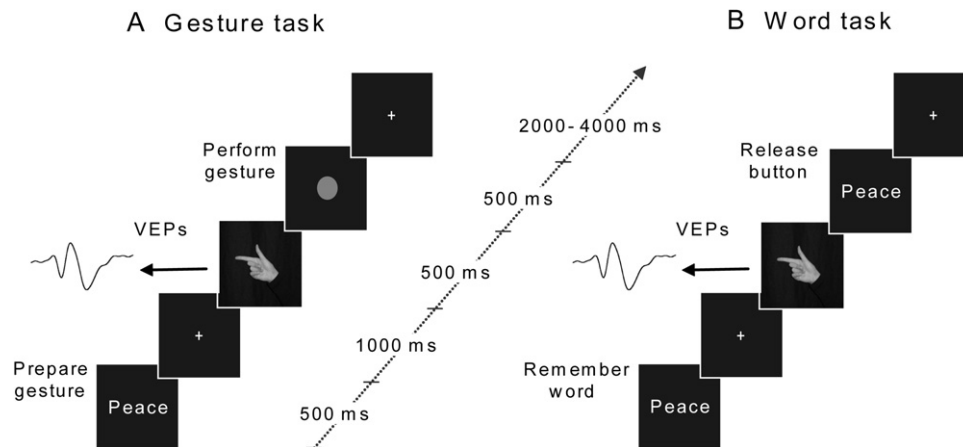 A Gesture task
B Word task
2000-4000 ms
Perform
gesture
Release
button
Peace
500 ms
VEPs
VEPs
500 ms
1000 ms
Prepare
gesture
Remember
word
Peace
500 ms
Peace